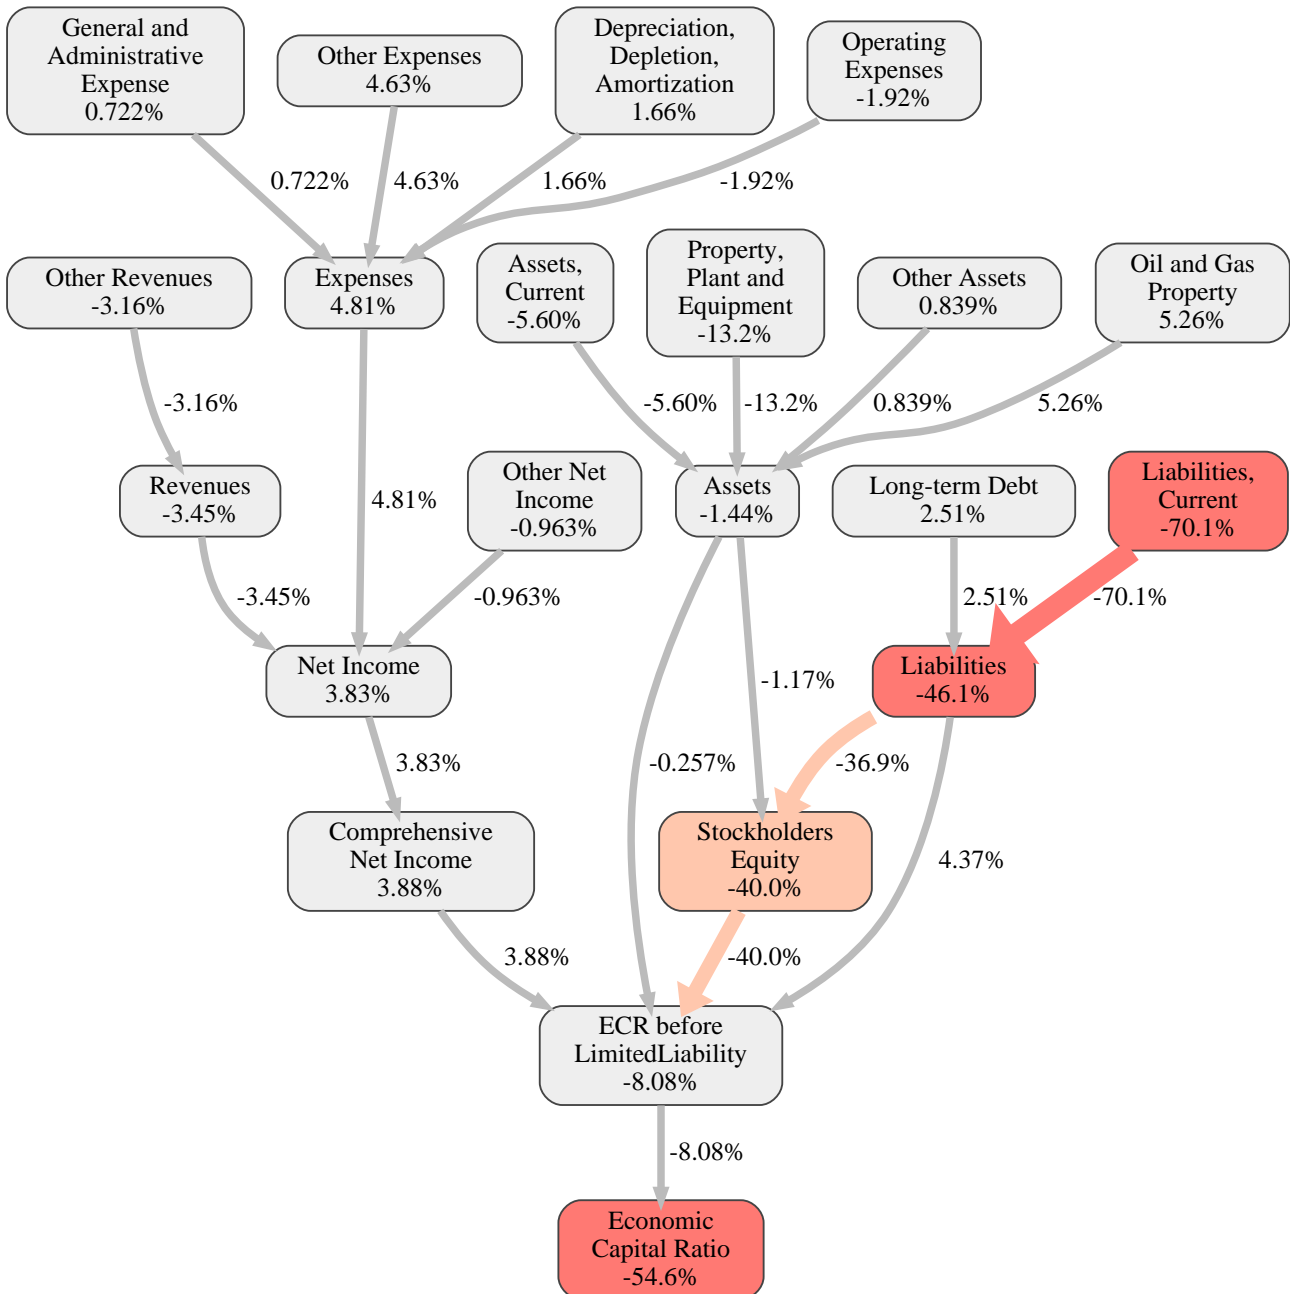 General and
Administrative
Expense
0.722%
Other Expenses
4.63%
Depreciation,
Depletion,
Amortization
1.66%
Operating
Expenses
-1.92%
0.722%
4.63%
1.66%
-1.92%
Other Revenues
-3.16%
Expenses
4.81%
Assets,
Current
-5.60%
Property,
Plant and
Equipment
-13.2%
Other Assets
0.839%
Oil and Gas
Property
5.26%
-3.16%
-5.60%
-13.2%
0.839%
5.26%
Revenues
-3.45%
4.81%
Other Net
Income
-0.963%
Assets
-1.44%
Long-term Debt
2.51%
Liabilities,
Current
-70.1%
-3.45%
-0.963%
2.51%
-70.1%
Net Income
3.83%
-1.17%
Liabilities
-46.1%
3.83%
-0.257%
-36.9%
Comprehensive
Net Income
3.88%
Stockholders
Equity
-40.0%
4.37%
3.88%
-40.0%
ECR before
LimitedLiability
-8.08%
-8.08%
Economic
Capital Ratio
-54.6%